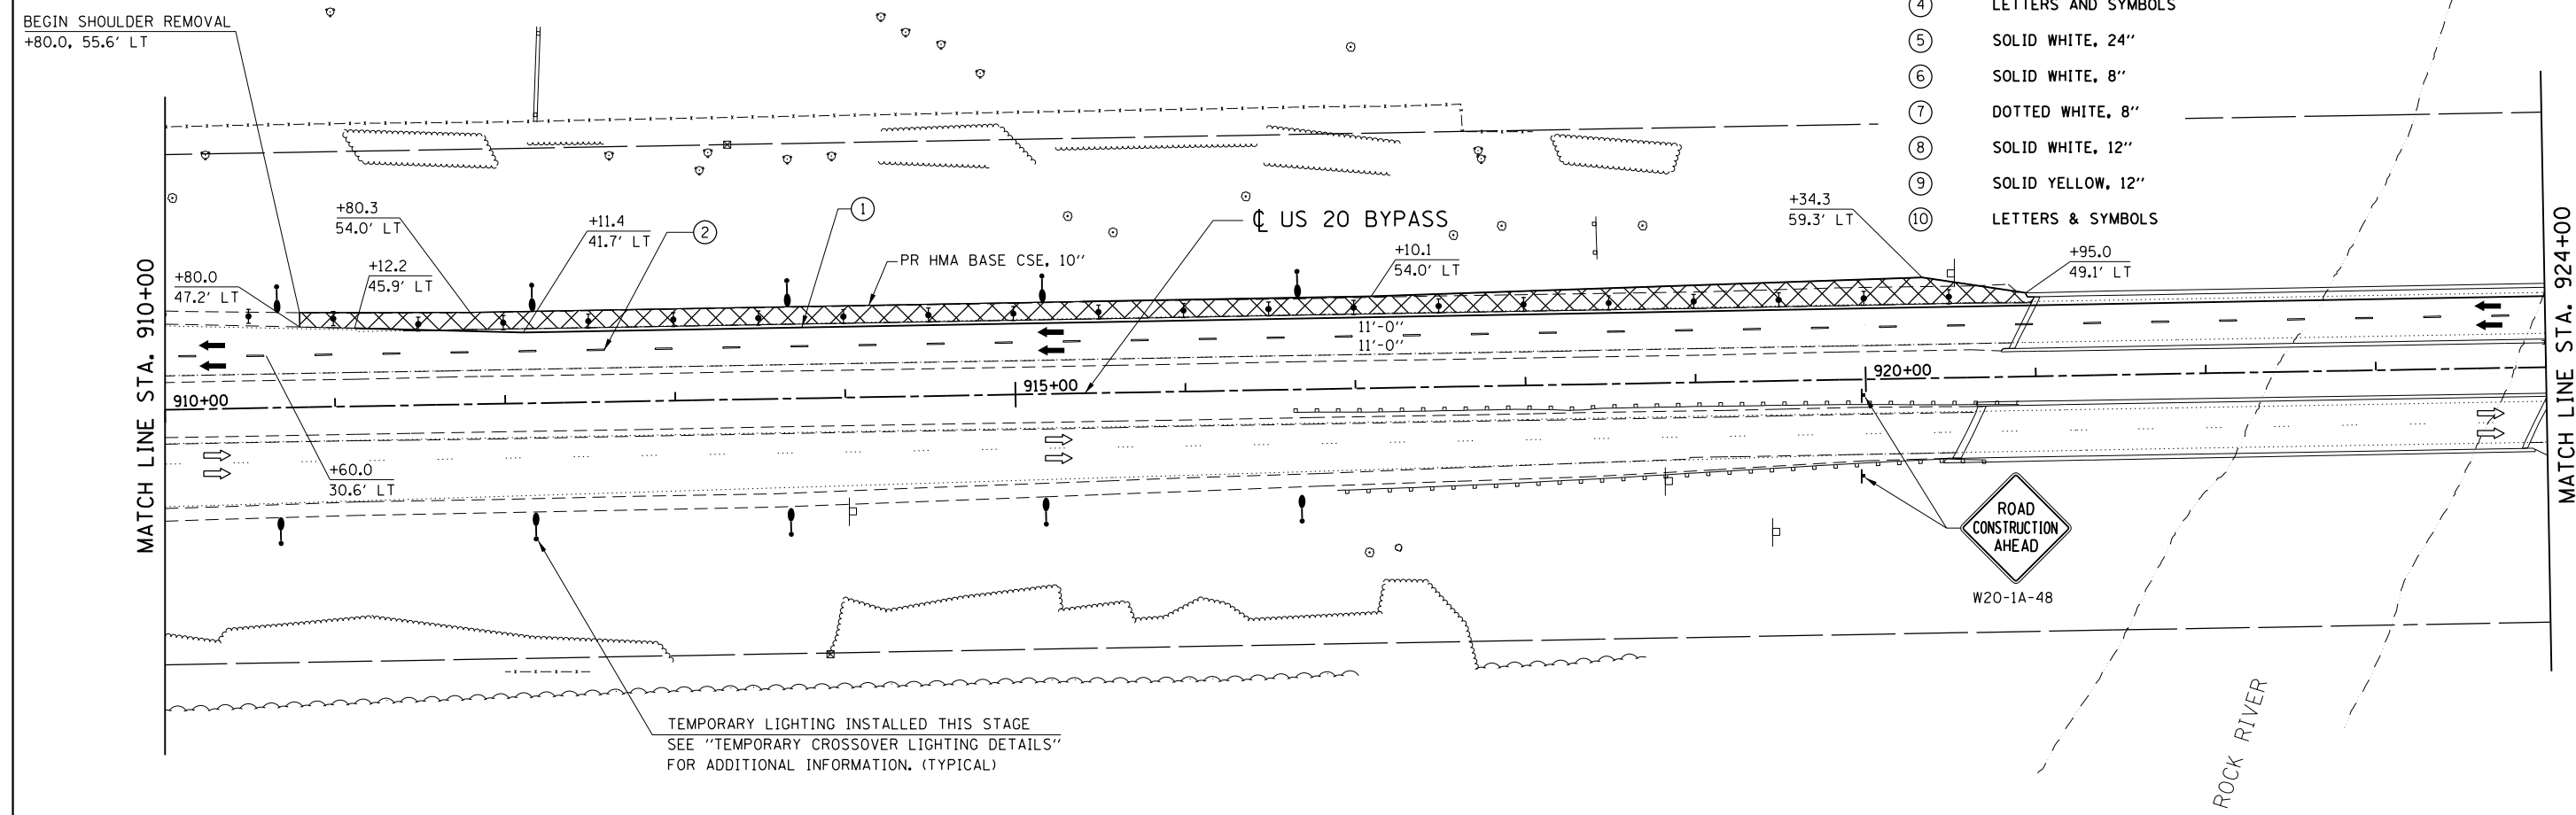 BEGIN SHOULDER REMOVAL
+80.0, 55.6' LT
4 LETTERS AND SYMBOLS
5 SOLID WHITE, 24"
6 SOLID WHITE, 8"
7 DOTTED WHITE, 8"
8 SOLID WHITE, 12"
9 SOLID YELLOW, 12"
10 LETTERS & SYMBOLS
+80.3
54.0' LT
+11.4
41.7' LT
2
1
℄ US 20 BYPASS
+34.3
59.3' LT
+80.0
47.2' LT
+12.2
45.9' LT
PR HMA BASE CSE, 10"
+10.1
54.0' LT
+95.0
49.1' LT
MATCH LINE STA. 910+00
MATCH LINE STA. 924+00
11'-0"
11'-0"
910+00
915+00
920+00
+60.0
30.6' LT
ROAD
CONSTRUCTION
AHEAD
W20-1A-48
TEMPORARY LIGHTING INSTALLED THIS STAGE
SEE "TEMPORARY CROSSOVER LIGHTING DETAILS"
FOR ADDITIONAL INFORMATION. (TYPICAL)
ROCK RIVER